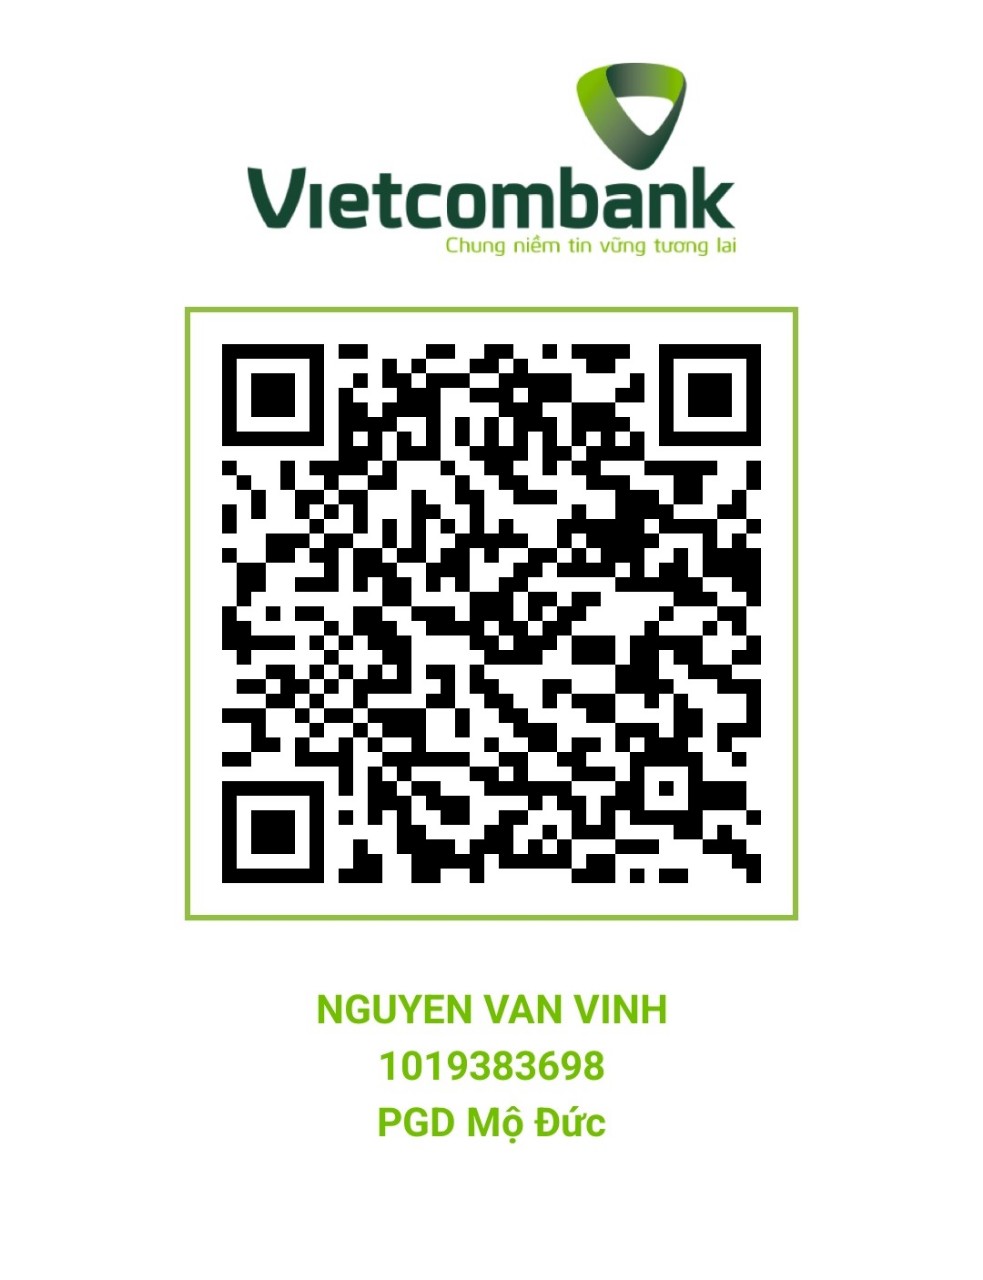 Vietcombank
Chung niềm tin vững tương lai
NGUYEN VAN VINH
1019383698
PGD Mộ Đức